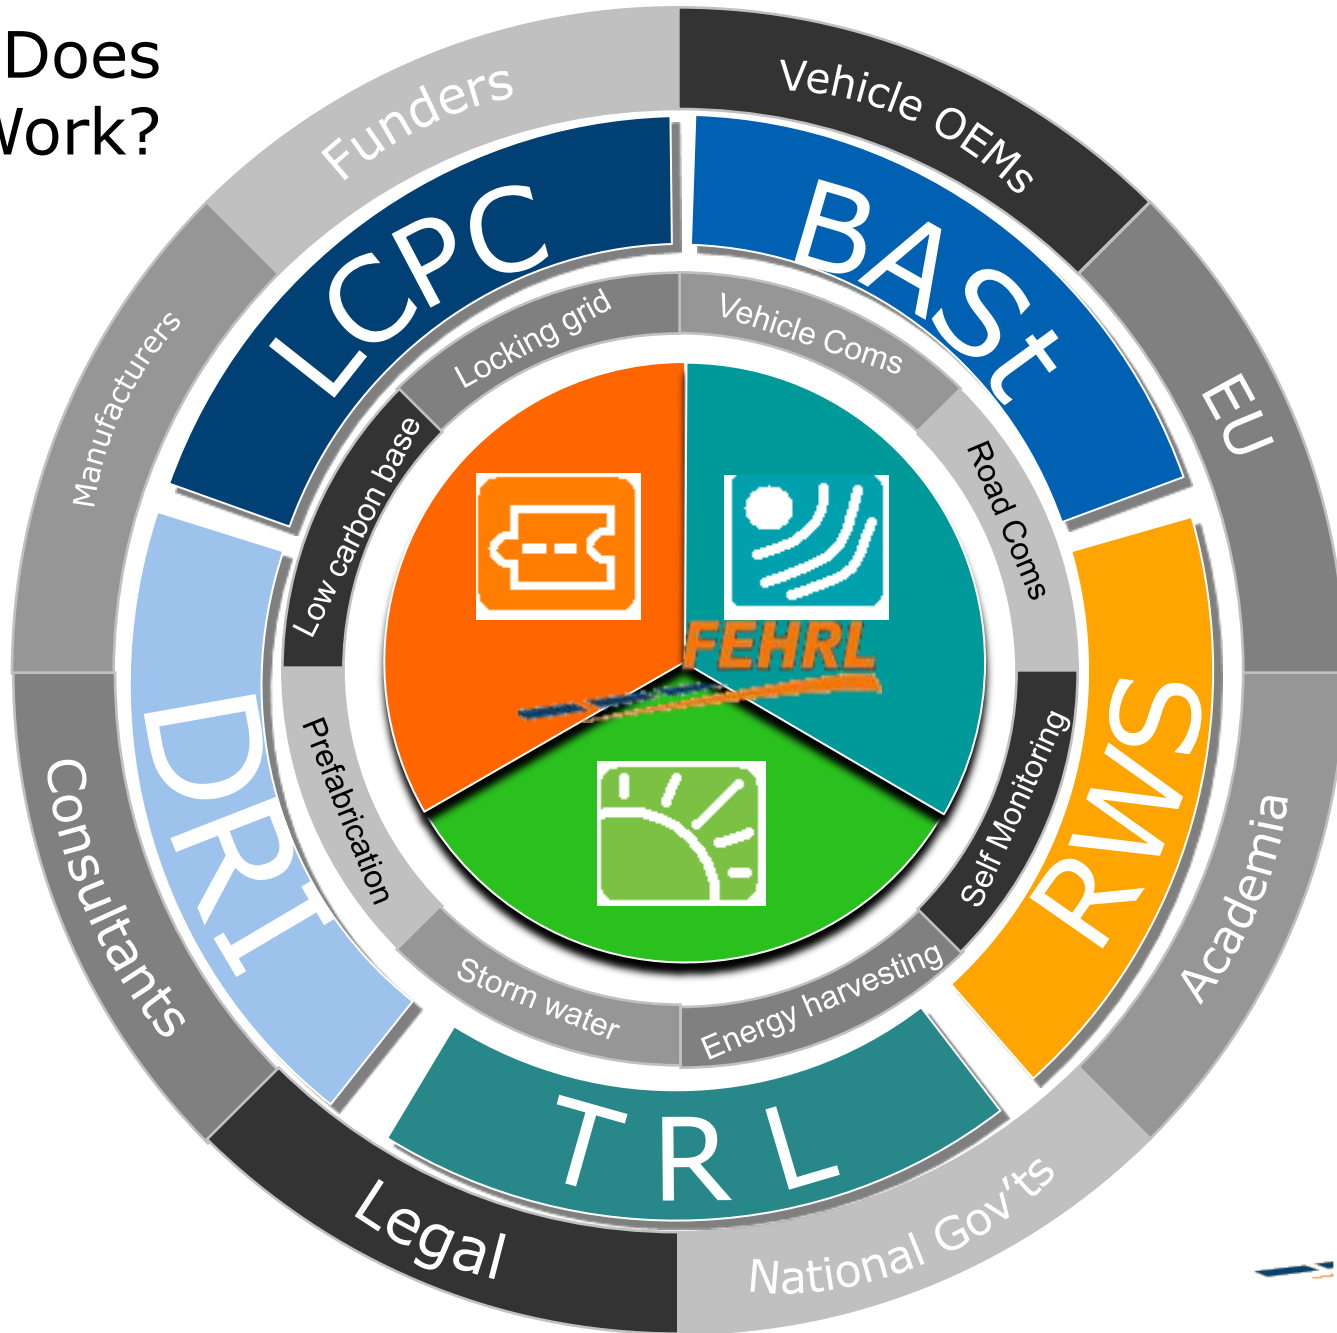 Does
Work?
Funders
Vehicle OEMs
EU
Academia
National Gov'ts
Legal
Consultants
Manufacturers
LCPC
BASt
RWS
TRL
DRI
Locking grid
Vehicle Coms
Road Coms
Self Monitoring
Energy harvesting
Storm water
Prefabrication
Low carbon base
FEHRL